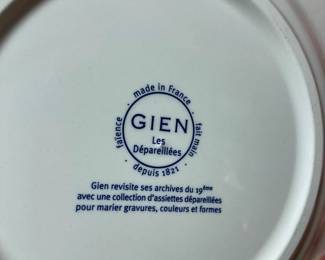 · made in France ·
faïence
fait main
GIEN
Les
Dépareillées
· depuis 1821 ·
Gien revisite ses archives du 19ème
avec une collection d'assiettes dépareillées
pour marier gravures, couleurs et formes